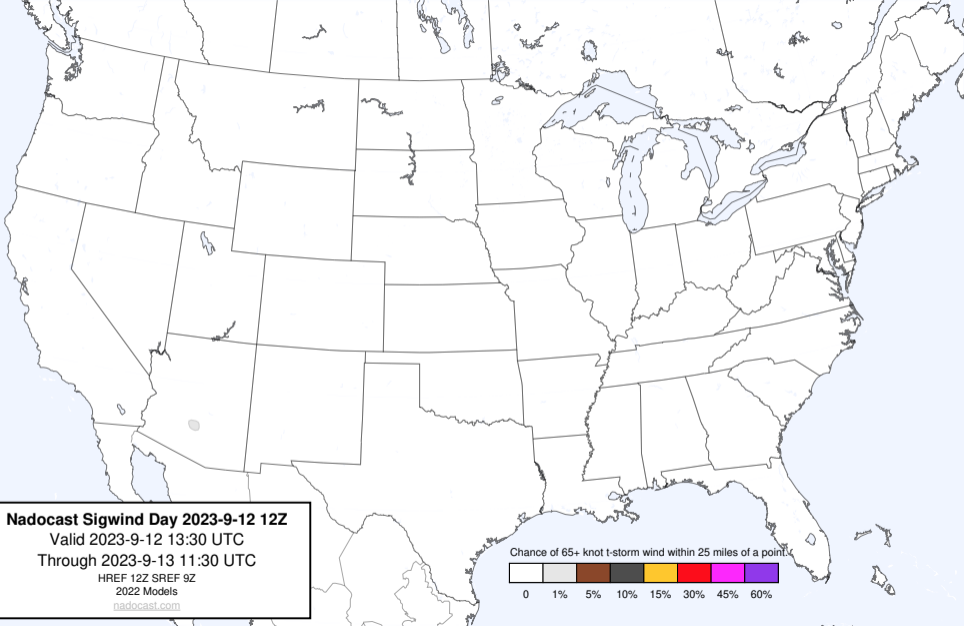 Nadocast Sigwind Day 2023-9-12 12Z
Valid 2023-9-12 13:30 UTC
Through 2023-9-13 11:30 UTC
HREF 12Z SREF 9Z
2022 Models
nadocast.com
Chance of 65+ knot t-storm wind within 25 miles of a point.
0 1% 5% 10% 15% 30% 45% 60%